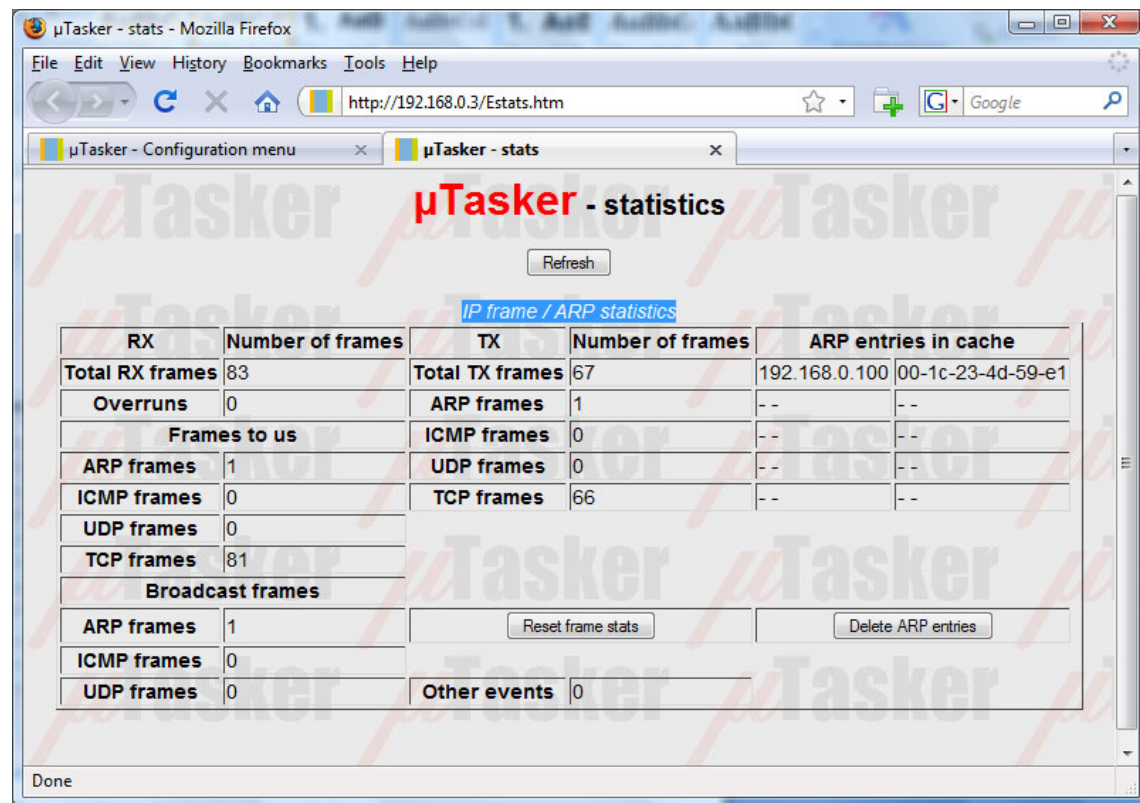 µTasker - stats - Mozilla Firefox
File Edit View History Bookmarks Tools Help
http://192.168.0.3/Estats.htm G Google
µTasker - Configuration menu µTasker - stats
µTasker - statistics
Refresh
IP frame / ARP statistics
RX Number of frames TX Number of frames ARP entries in cache
Total RX frames 83 Total TX frames 67 192.168.0.100 00-1c-23-4d-59-e1
Overruns 0 ARP frames 1 - - - -
Frames to us ICMP frames 0 - - - -
ARP frames 1 UDP frames 0 - - - -
ICMP frames 0 TCP frames 66 - - - -
UDP frames 0
TCP frames 81
Broadcast frames
ARP frames 1 Reset frame stats Delete ARP entries
ICMP frames 0
UDP frames 0 Other events 0
Done